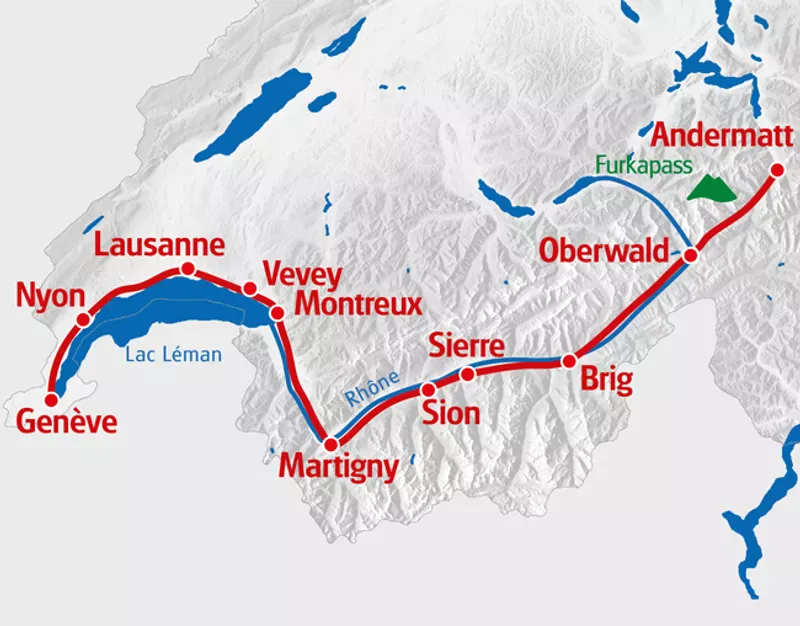 Andermatt
Furkapass
Oberwald
Lausanne
Vevey
Nyon
Montreux
Lac Léman
Sierre
Rhône
Brig
Genève
Sion
Martigny